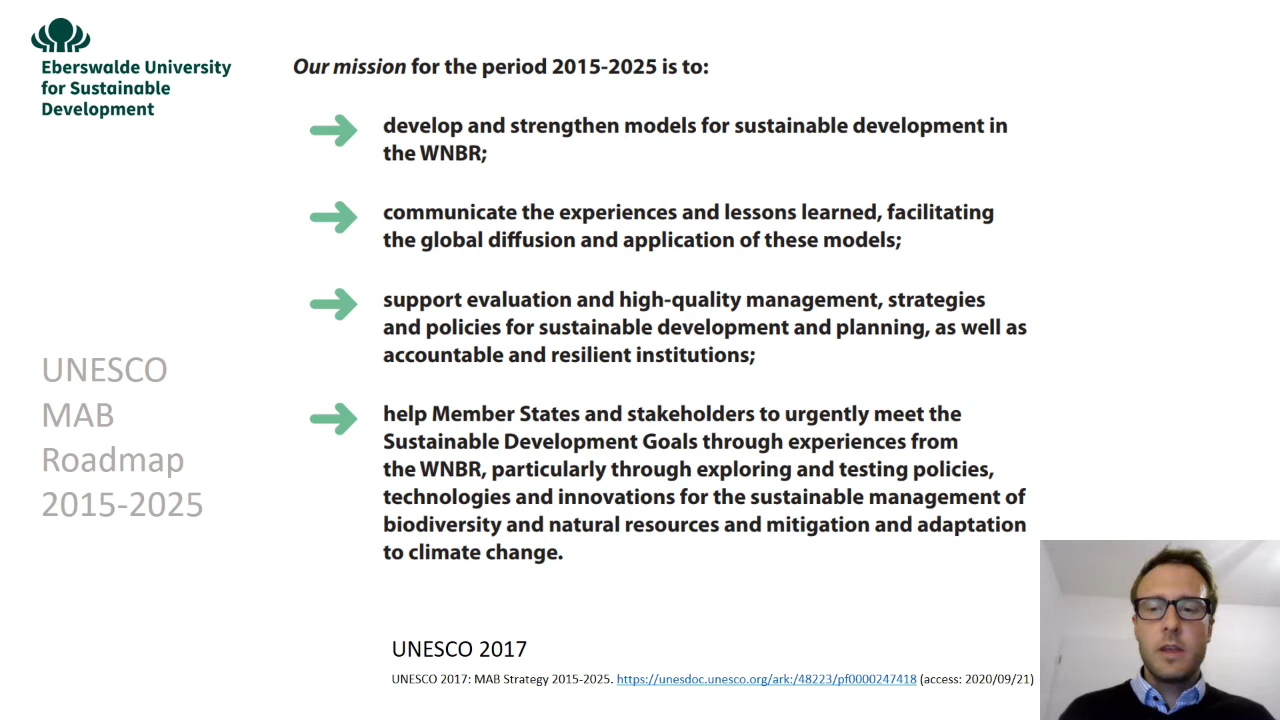 Eberswalde University
for Sustainable
Development
Our mission for the period 2015-2025 is to:
develop and strengthen models for sustainable development in
the WNBR;
communicate the experiences and lessons learned, facilitating
the global diffusion and application of these models;
support evaluation and high-quality management, strategies
and policies for sustainable development and planning, as well as
accountable and resilient institutions;
help Member States and stakeholders to urgently meet the
Sustainable Development Goals through experiences from
the WNBR, particularly through exploring and testing policies,
technologies and innovations for the sustainable management of
biodiversity and natural resources and mitigation and adaptation
to climate change.
UNESCO
MAB
Roadmap
2015-2025
UNESCO 2017
UNESCO 2017: MAB Strategy 2015-2025. https://unesdoc.unesco.org/ark:/48223/pf0000247418 (access: 2020/09/21)